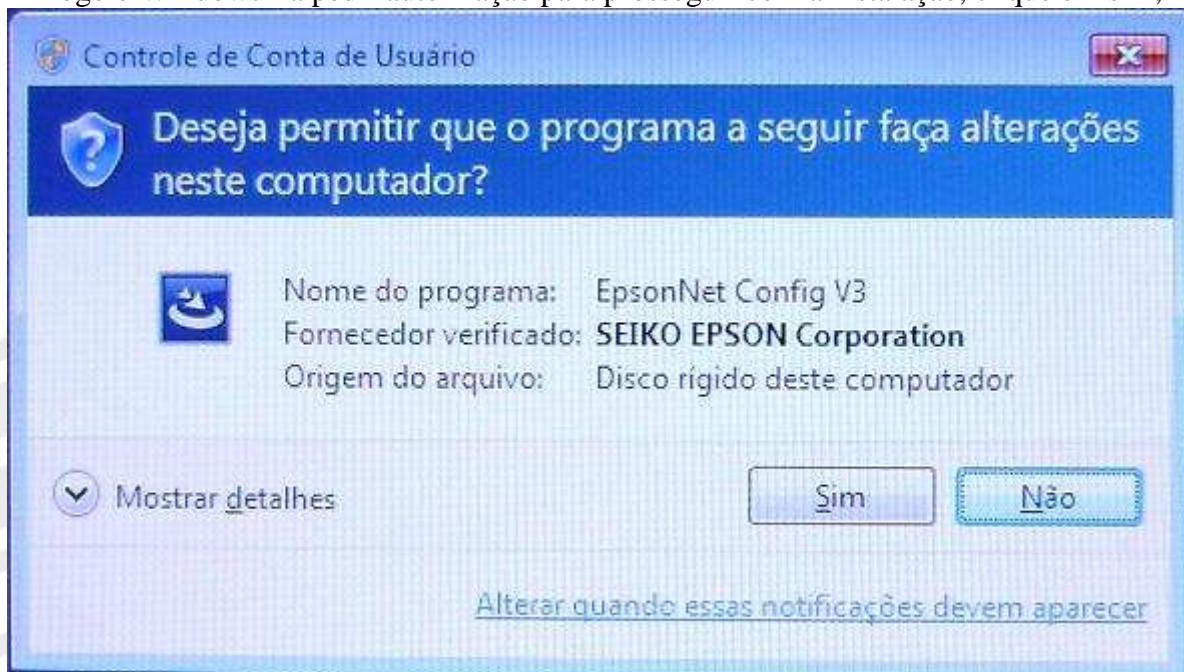 Controle de Conta de Usuário
Deseja permitir que o programa a seguir faça alterações
neste computador?
Nome do programa: EpsonNet Config V3
Fornecedor verificado: SEIKO EPSON Corporation
Origem do arquivo: Disco rígido deste computador
Mostrar detalhes Sim Não
Alterar quando essas notificações devem aparecer